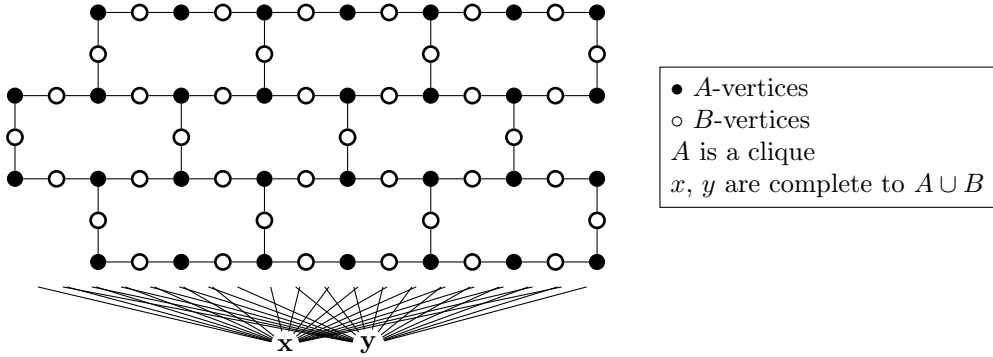 • A-vertices
○ B-vertices
A is a clique
x, y are complete to A ∪ B
x y